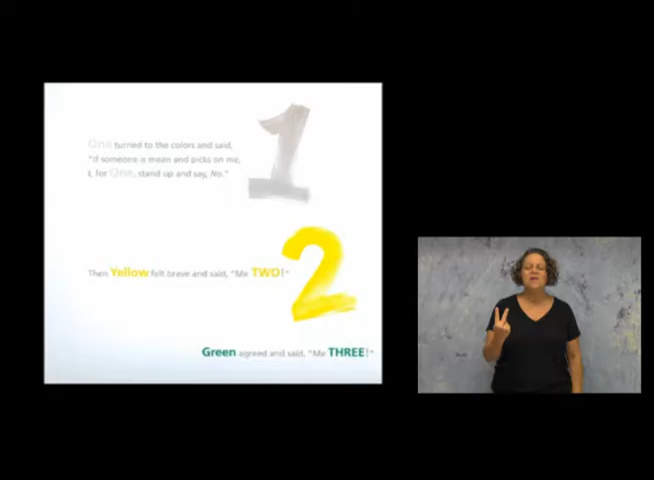 One turned to the colors and said,
"If someone is mean and picks on me,
I, for One, stand up and say, No."
1
Then Yellow felt brave and said, "Me TWO!"
2
Green agreed and said, "Me THREE!"